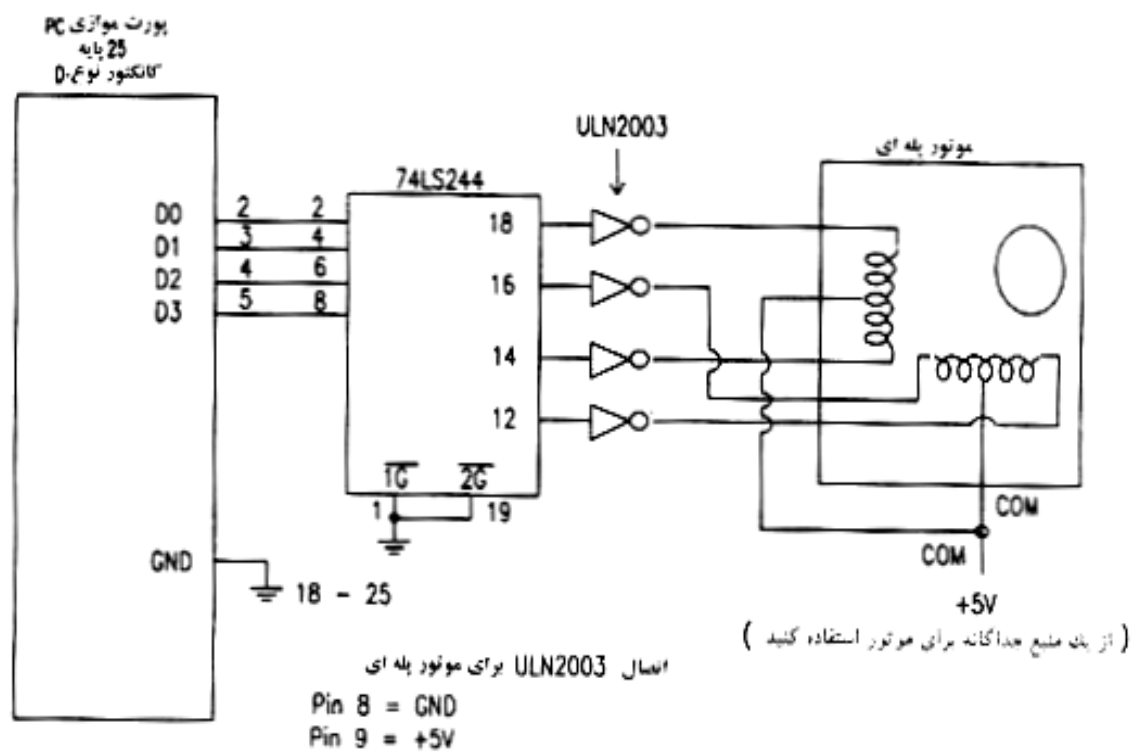 پورت موازی PC
25 پایه
کانکتور نوع-D
ULN2003
موتور پله ای
74LS244
D0 2 2 18
D1 3 4
D2 4 6 16
D3 5 8
14
12
1G 2G
1 19
GND
18 - 25
COM
COM
+5V
( از یك منبع جداگانه برای موتور استفاده کنید )
اتصال ULN2003 برای موتور پله ای
Pin 8 = GND
Pin 9 = +5V